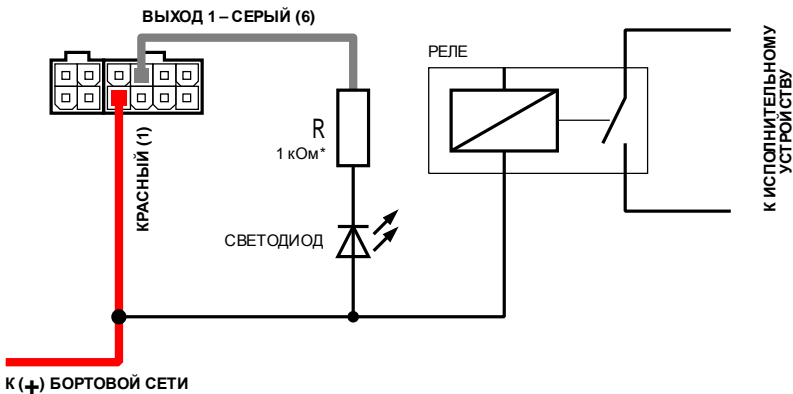 ВЫХОД 1 – СЕРЫЙ (6)
РЕЛЕ
R
1 кОм*
КРАСНЫЙ (1)
СВЕТОДИОД
К ИСПОЛНИТЕЛЬНОМУ
УСТРОЙСТВУ
К (+) БОРТОВОЙ СЕТИ